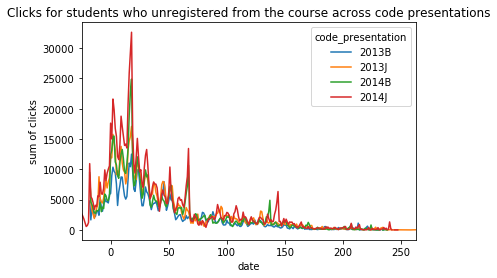 Clicks for students who unregistered from the course across code presentations
code_presentation
2013B
2013J
2014B
2014J
sum of clicks
30000
25000
20000
15000
10000
5000
0
0
50
100
150
200
250
date